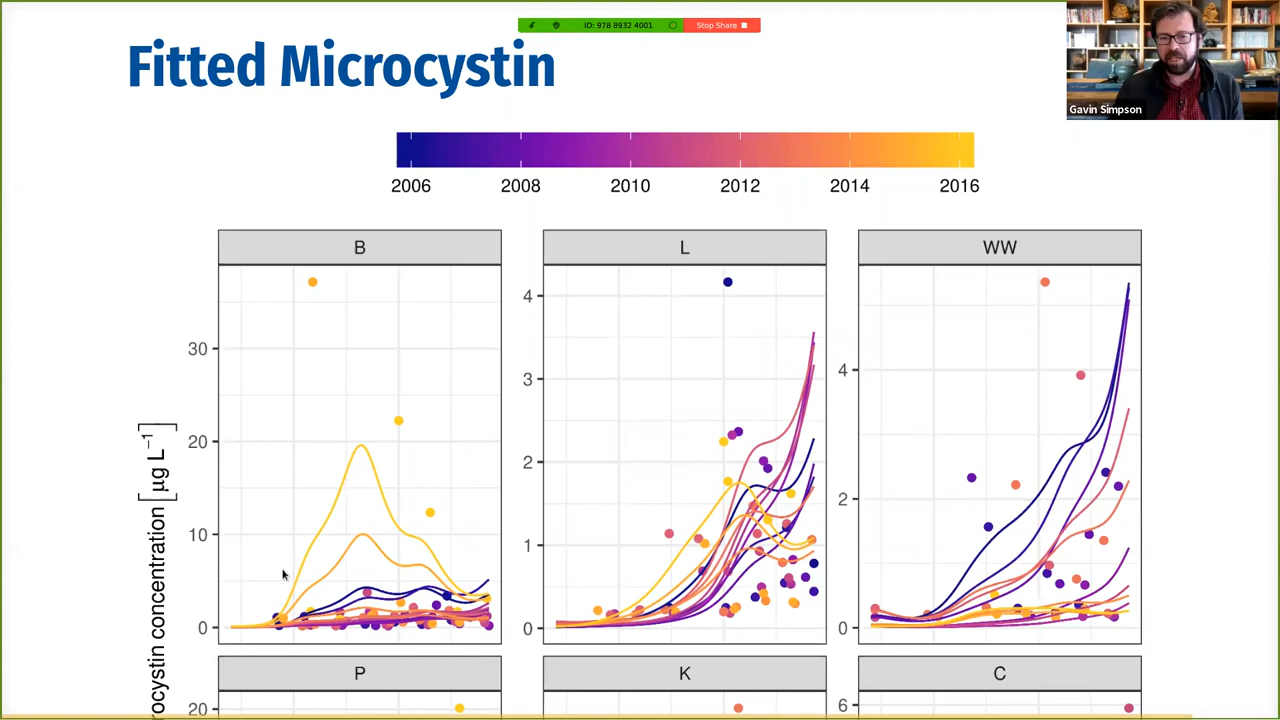 ID: 978 8932 4001 Stop Share
Fitted Microcystin
Gavin Simpson
2006 2008 2010 2012 2014 2016
B L WW
30
20
10
0
4
3
2
1
0
4
2
0
rocystin concentration [μg L⁻¹]
P K C
20
6